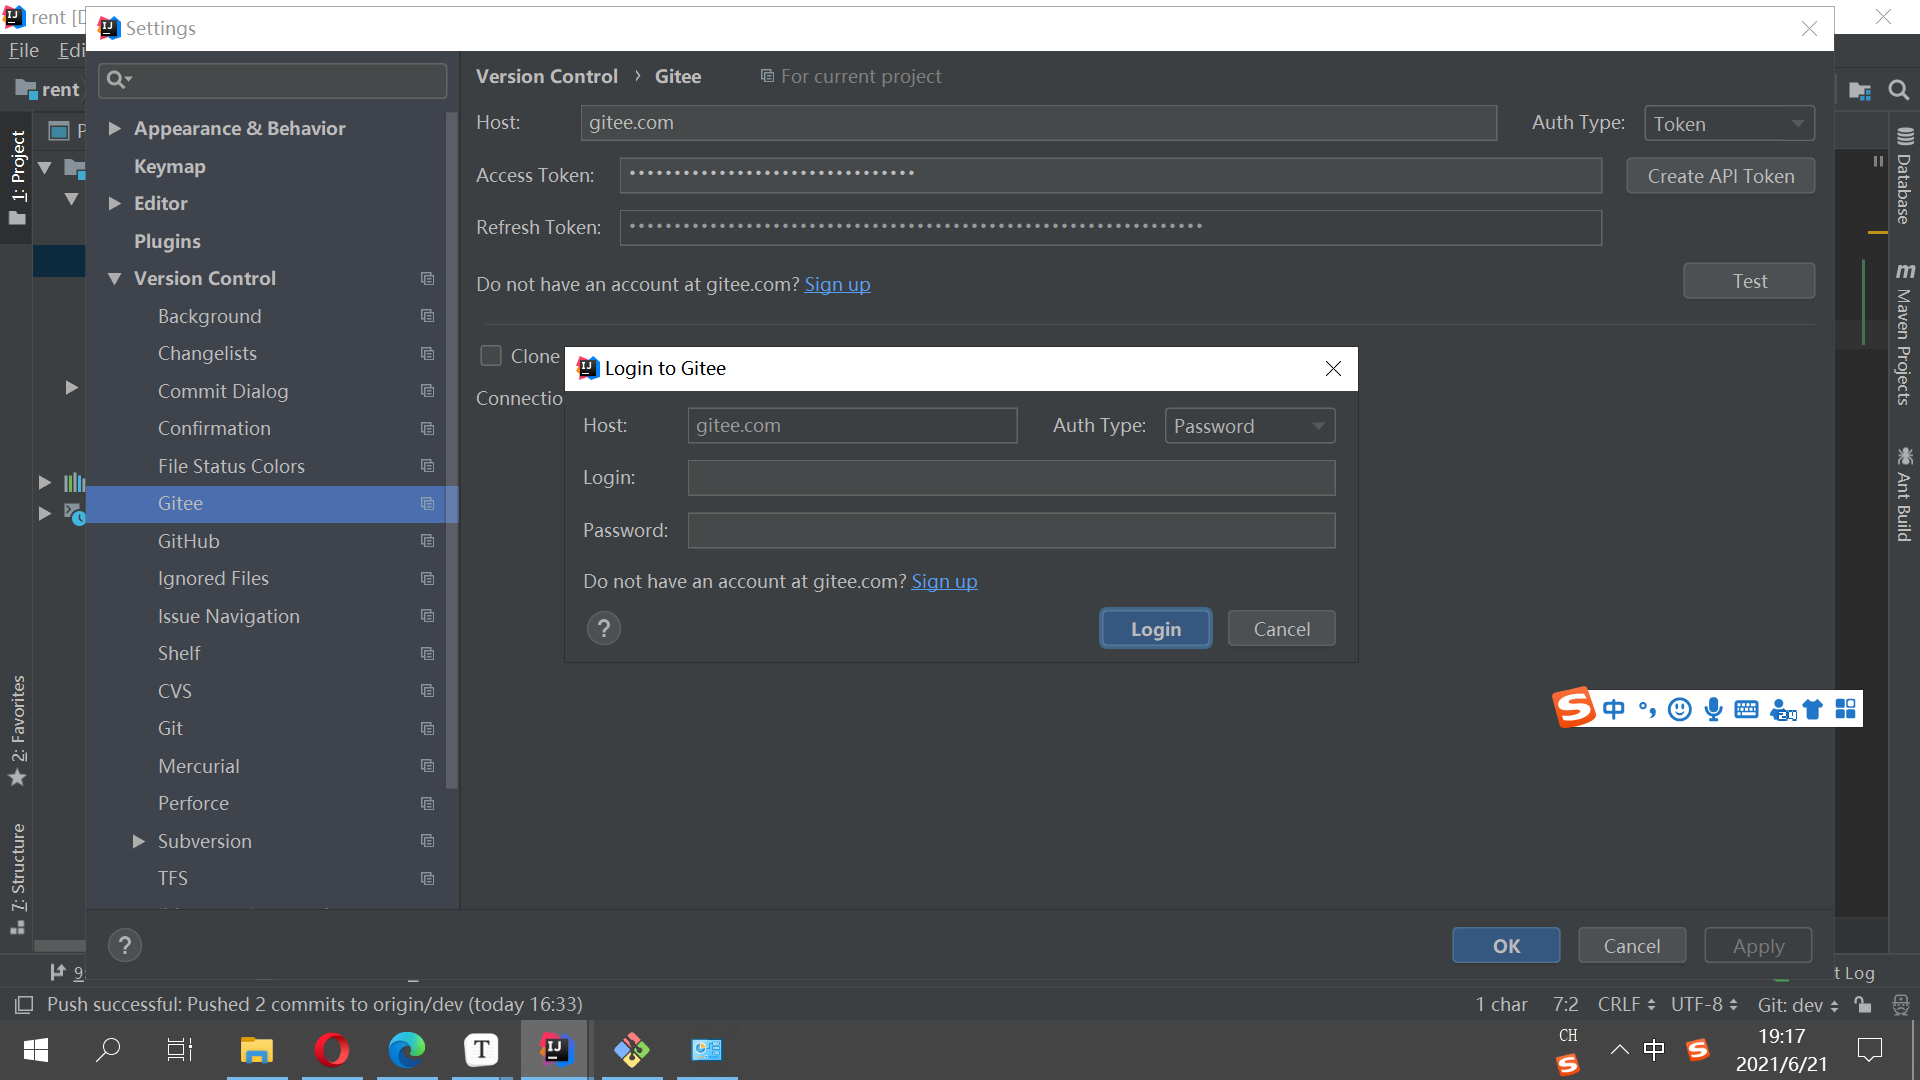 rent [D
Settings
File Edi
rent
Version Control › Gitee For current project
Host: gitee.com Auth Type: Token
Access Token: •••••••••••••••••••••••••••••••• Create API Token
Refresh Token: ••••••••••••••••••••••••••••••••••••••••••••••••••••••••••••••••
Do not have an account at gitee.com? Sign up
Test
Clone
Connectio
Appearance & Behavior
Keymap
Editor
Plugins
Version Control
Background
Changelists
Commit Dialog
Confirmation
File Status Colors
Gitee
GitHub
Ignored Files
Issue Navigation
Shelf
CVS
Git
Mercurial
Perforce
Subversion
TFS
Login to Gitee
Host: gitee.com Auth Type: Password
Login:
Password:
Do not have an account at gitee.com? Sign up
? Login Cancel
1: Project
P
2: Favorites
7: Structure
Database
m Maven Projects
Ant Build
S 中 °,
24
? OK Cancel Apply
9: t Log
Push successful: Pushed 2 commits to origin/dev (today 16:33) 1 char 7:2 CRLF UTF-8 Git: dev
T IJ
CH
S
中 S
19:17
2021/6/21